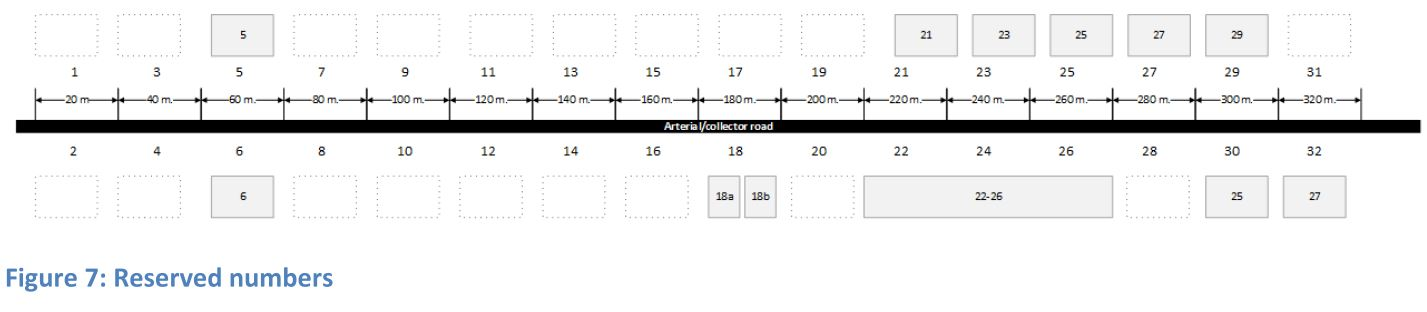 5 21 23 25 27 29
1 3 5 7 9 11 13 15 17 19 21 23 25 27 29 31
20 m 40 m. 60 m. 80 m. 100 m. 120 m. 140 m. 160 m. 180 m. 200 m. 220 m. 240 m. 260 m. 280 m. 300 m. 320 m.
Arterial/collector road
2 4 6 8 10 12 14 16 18 20 22 24 26 28 30 32
6 18a 18b 22-26 25 27
Figure 7: Reserved numbers